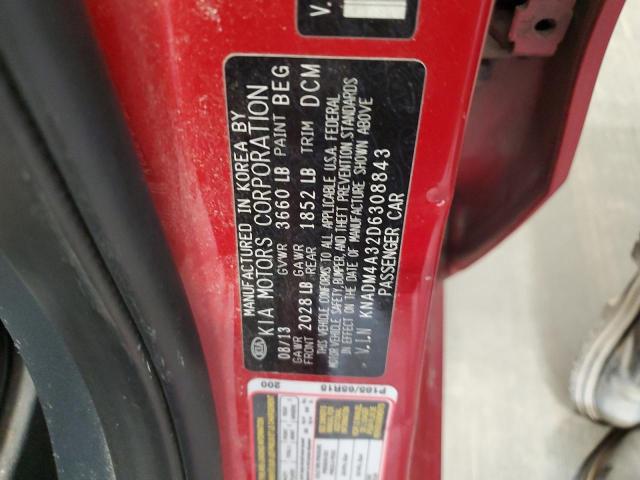 MANUFACTURED IN KOREA BY
KIA KIA MOTORS CORPORATION
08/13 GVWR 3660 LB PAINT BEG
GAWR FRONT 2028 LB GAWR REAR 1852 LB TRIM DCM
THIS VEHICLE CONFORMS TO ALL APPLICABLE U.S.A. FEDERAL
MOTOR VEHICLE SAFETY, BUMPER, AND THEFT PREVENTION STANDARDS
IN EFFECT ON THE DATE OF MANUFACTURE SHOWN ABOVE
V.I.N KNADM4A32D6308843
PASSENGER CAR
V.
P185/65R15
200